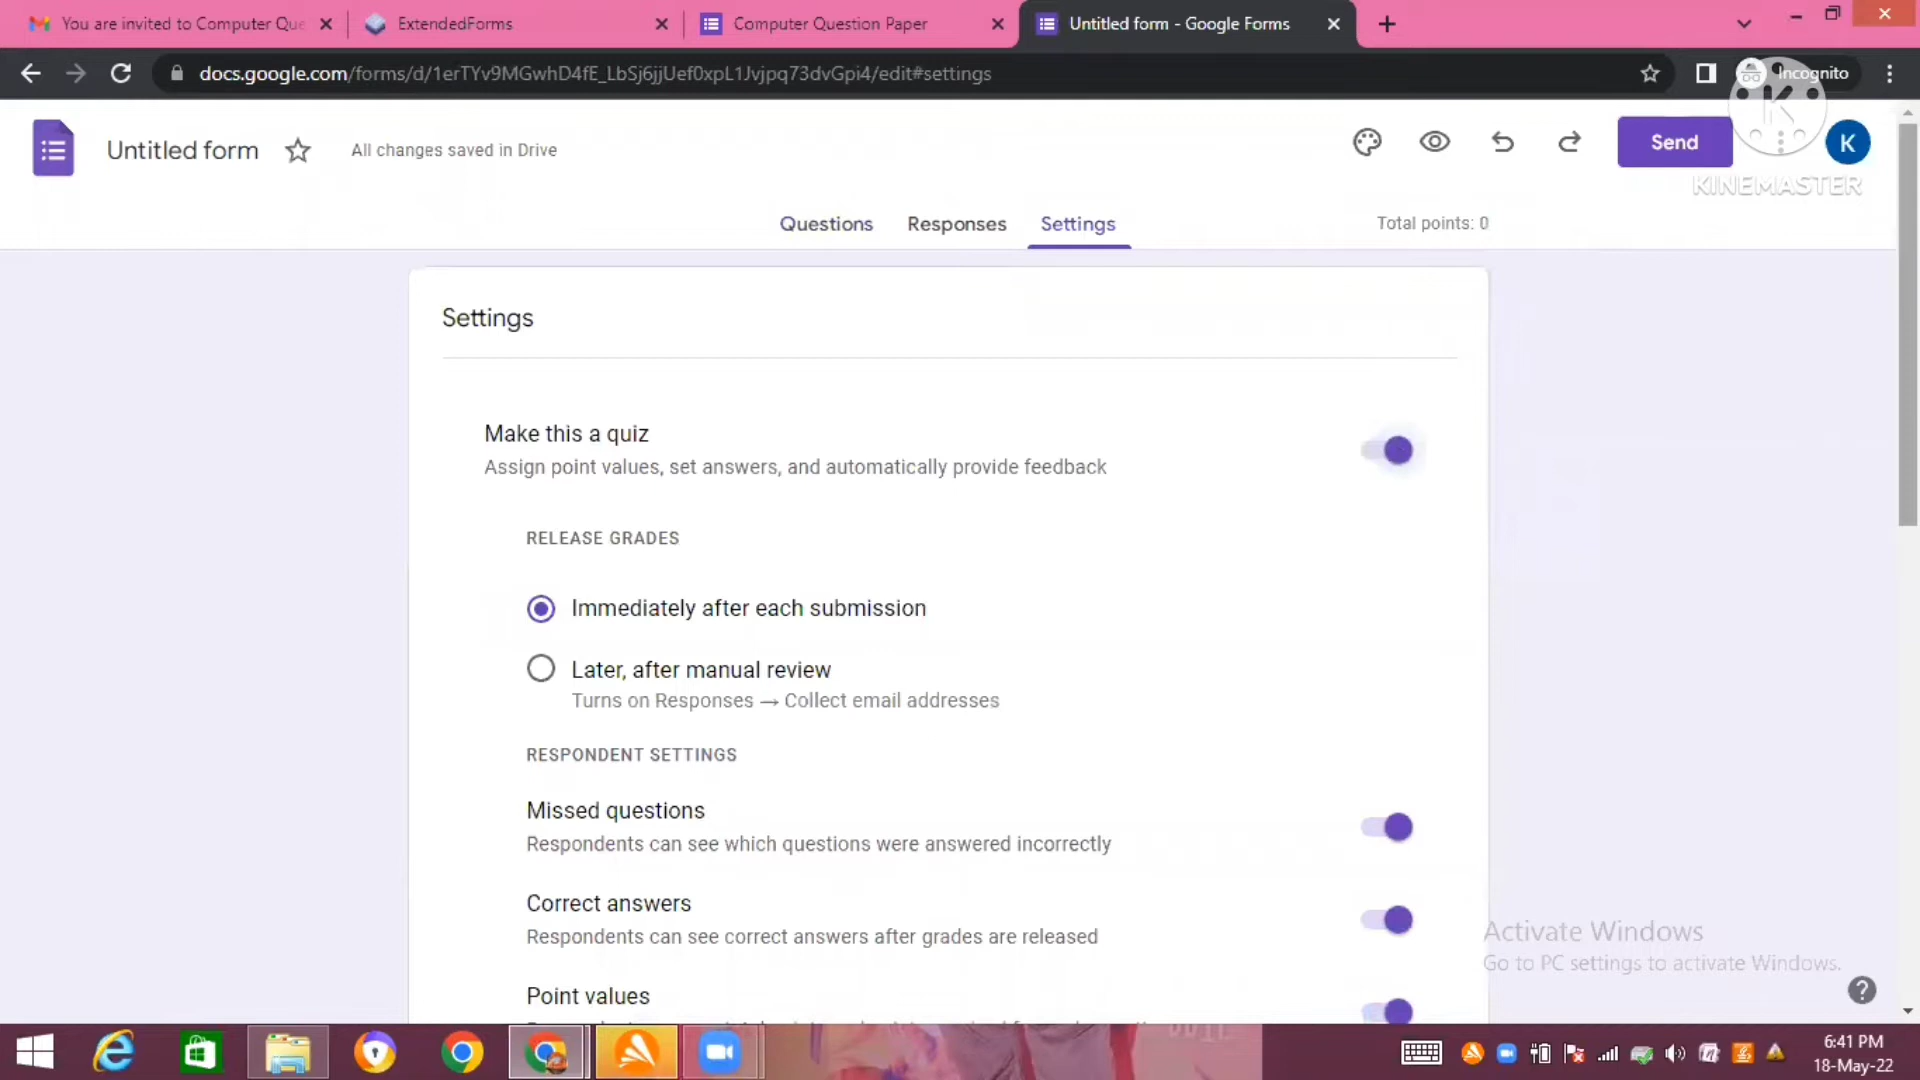 You are invited to Computer Que
ExtendedForms
Computer Question Paper
Untitled form - Google Forms
docs.google.com/forms/d/1erTYv9MGwhD4fE_LbSj6jjUef0xpL1Jvjpq73dvGpi4/edit#settings
Incognito
Untitled form
All changes saved in Drive
Send
K
K
KINEMASTER
Questions
Responses
Settings
Total points: 0
Settings
Make this a quiz
Assign point values, set answers, and automatically provide feedback
RELEASE GRADES
Immediately after each submission
Later, after manual review
Turns on Responses → Collect email addresses
RESPONDENT SETTINGS
Missed questions
Respondents can see which questions were answered incorrectly
Correct answers
Respondents can see correct answers after grades are released
Activate Windows
Go to PC settings to activate Windows.
Point values
6:41 PM
18-May-22